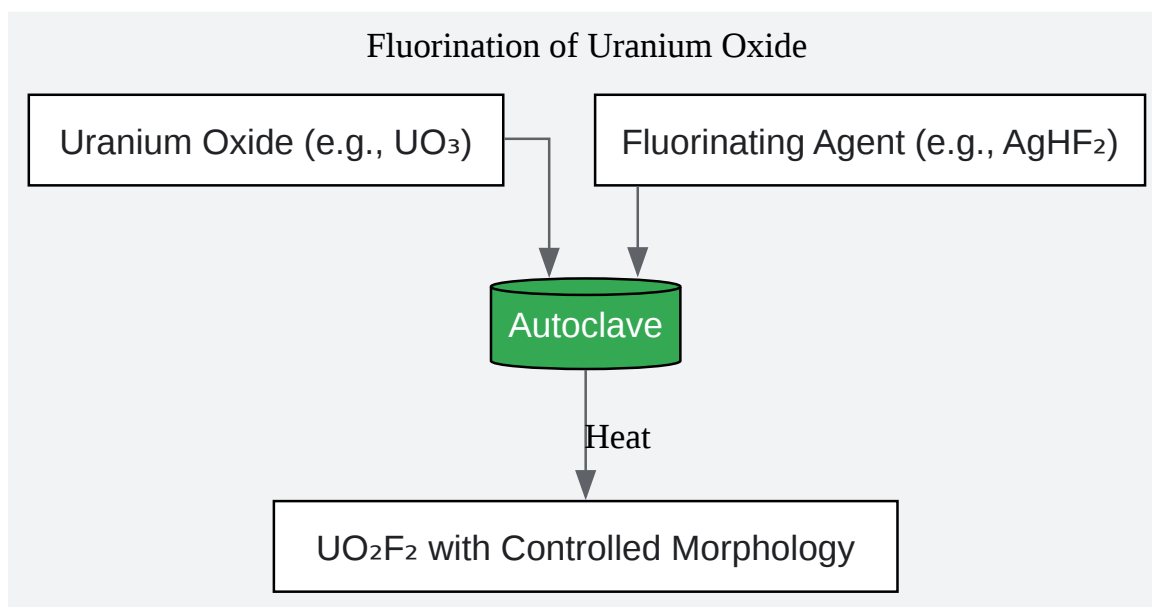 Fluorination of Uranium Oxide
Uranium Oxide (e.g., UO₃)
Fluorinating Agent (e.g., AgHF₂)
Autoclave
Heat
UO₂F₂ with Controlled Morphology